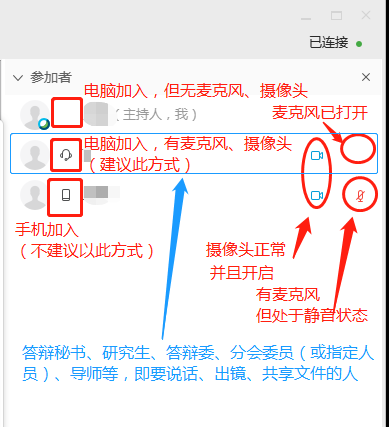 已连接
参加者
电脑加入，但无麦克风、摄像头
（主持人，我）
麦克风已打开
电脑加入，有麦克风、摄像头
（建议此方式）
手机加入
（不建议以此方式）
摄像头正常
并且开启
有麦克风
但处于静音状态
答辩秘书、研究生、答辩委、分会委员（或指定人
员）、导师等，即要说话、出镜、共享文件的人